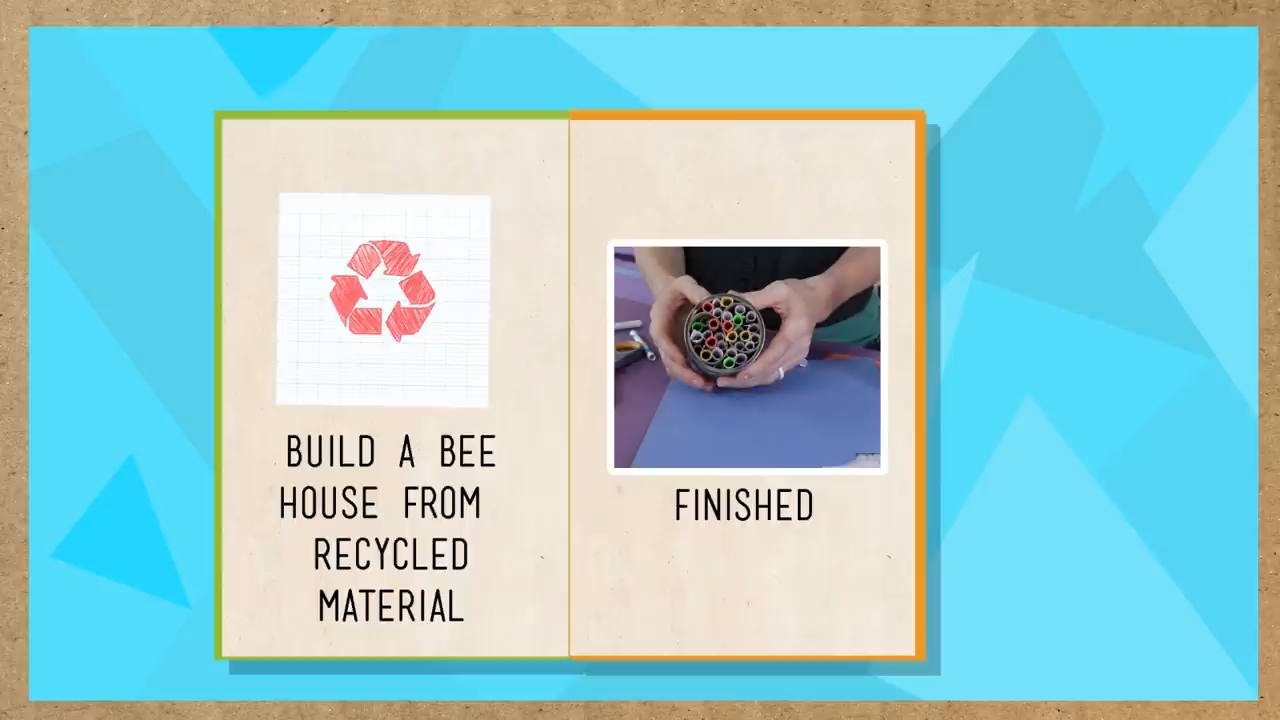 BUILD A BEE
HOUSE FROM
RECYCLED
MATERIAL
FINISHED